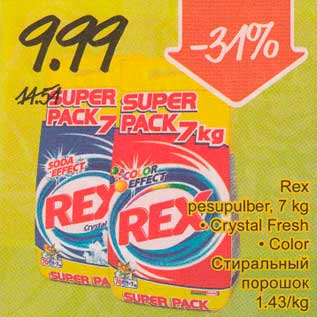 9.99
-31%
14.54
SUPER PACK 7
SODA EFFECT
REX
Crystal
SUPER PACK
SUPER PACK 7kg
COLOR EFFECT
REX
SUPER PACK
Rex
pesupulber, 7 kg
• Crystal Fresh
• Color
Стиральный
порошок
1.43/kg